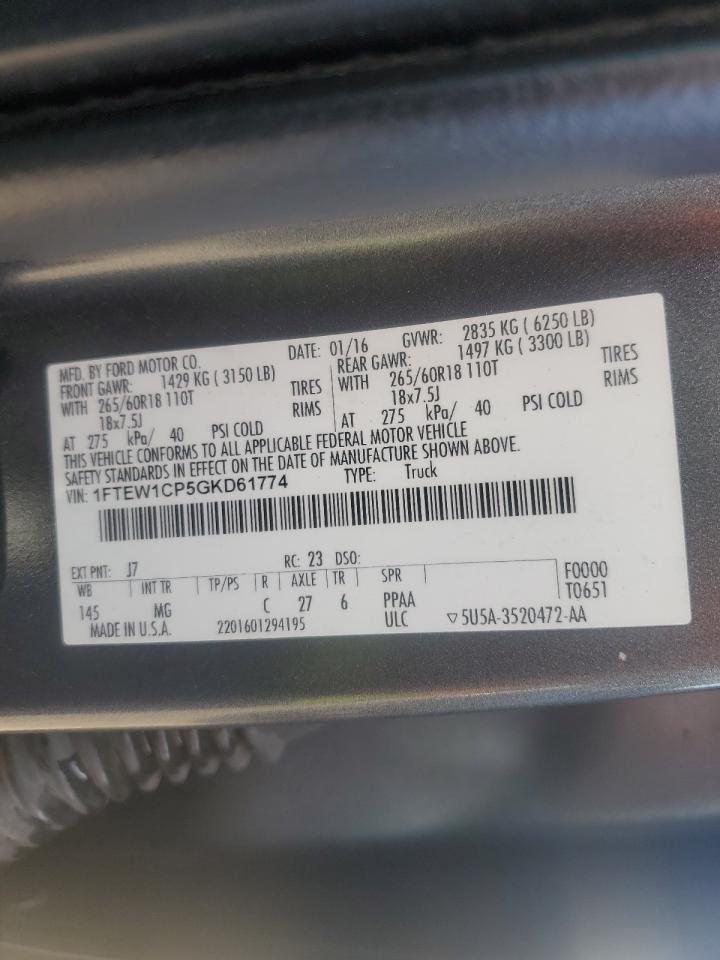 MFD. BY FORD MOTOR CO. DATE: 01/16 GVWR: 2835 KG ( 6250 LB)
FRONT GAWR: 1429 KG ( 3150 LB) REAR GAWR: 1497 KG ( 3300 LB)
WITH 265/60R18 110T TIRES WITH 265/60R18 110T TIRES
18x7.5J RIMS 18x7.5J RIMS
AT 275 kPa/ 40 PSI COLD AT 275 kPa/ 40 PSI COLD
THIS VEHICLE CONFORMS TO ALL APPLICABLE FEDERAL MOTOR VEHICLE
SAFETY STANDARDS IN EFFECT ON THE DATE OF MANUFACTURE SHOWN ABOVE.
VIN: 1FTEW1CP5GKD61774 TYPE: Truck
EXT PNT: J7 RC: 23 DSO:
WB INT TR TP/PS R AXLE TR SPR F0000
145 MG C 27 6 PPAA T0651
MADE IN U.S.A. 2201601294195 ULC ▽5U5A-3520472-AA